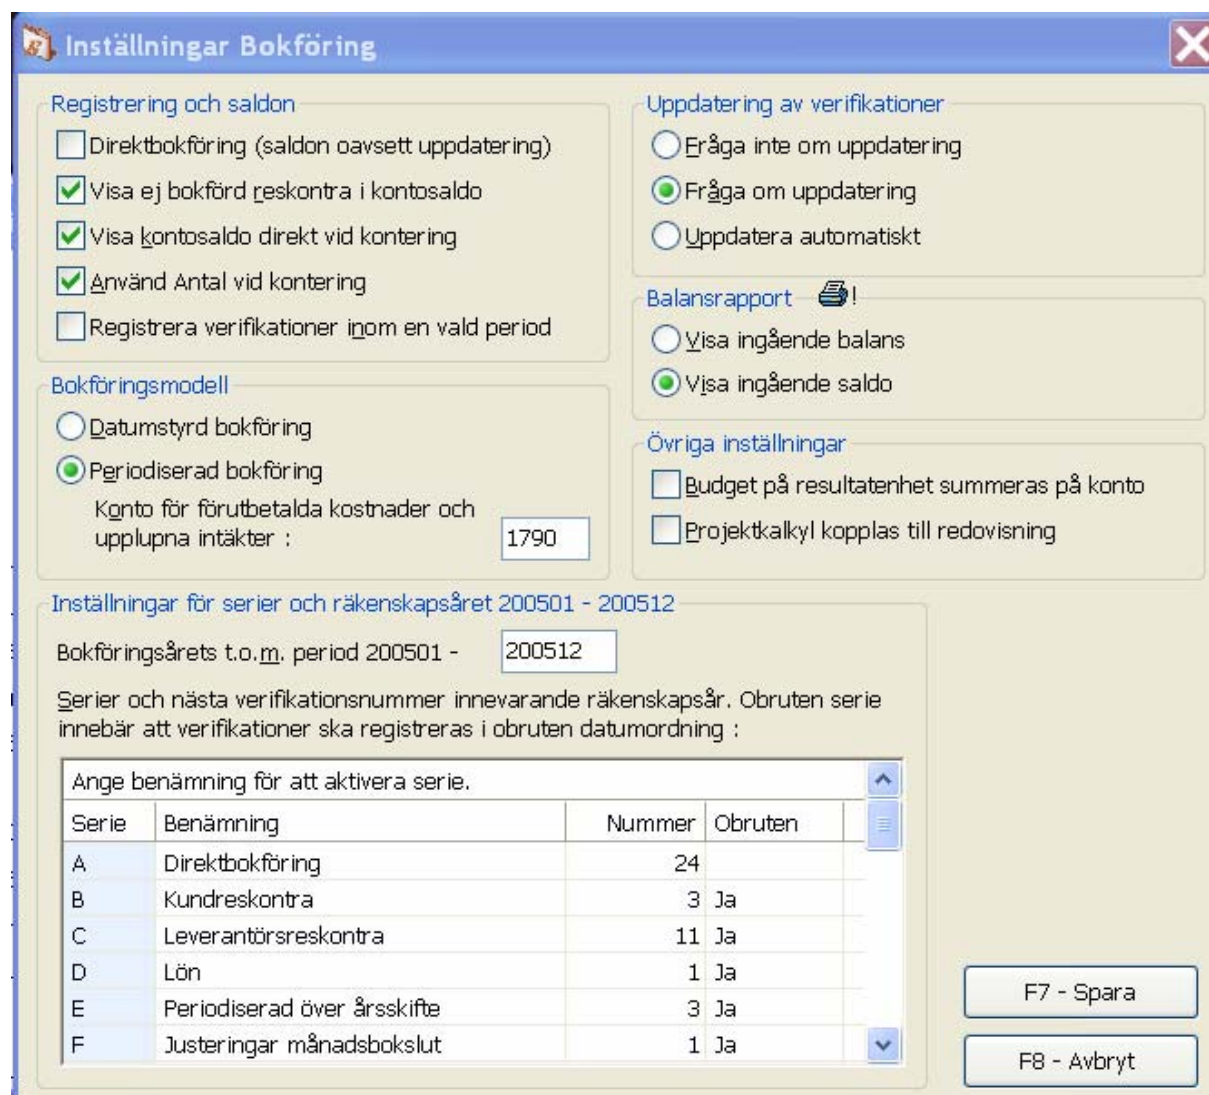 Inställningar Bokföring
Registrering och saldon
Direktbokföring (saldon oavsett uppdatering)
Visa ej bokförd reskontra i kontosaldo
Visa kontosaldo direkt vid kontering
Använd Antal vid kontering
Registrera verifikationer inom en vald period
Bokföringsmodell
Datumstyrd bokföring
Periodiserad bokföring
Konto för förutbetalda kostnader och
upplupna intäkter : 1790
Uppdatering av verifikationer
Fråga inte om uppdatering
Fråga om uppdatering
Uppdatera automatiskt
Balansrapport !
Visa ingående balans
Visa ingående saldo
Övriga inställningar
Budget på resultatenhet summeras på konto
Projektkalkyl kopplas till redovisning
Inställningar för serier och räkenskapsåret 200501 - 200512
Bokföringsårets t.o.m. period 200501 - 200512
Serier och nästa verifikationsnummer innevarande räkenskapsår. Obruten serie
innebär att verifikationer ska registreras i obruten datumordning :
Ange benämning för att aktivera serie.
Serie Benämning Nummer Obruten
A Direktbokföring 24
B Kundreskontra 3 Ja
C Leverantörsreskontra 11 Ja
D Lön 1 Ja
E Periodiserad över årsskifte 3 Ja
F Justeringar månadsbokslut 1 Ja
F7 - Spara
F8 - Avbryt